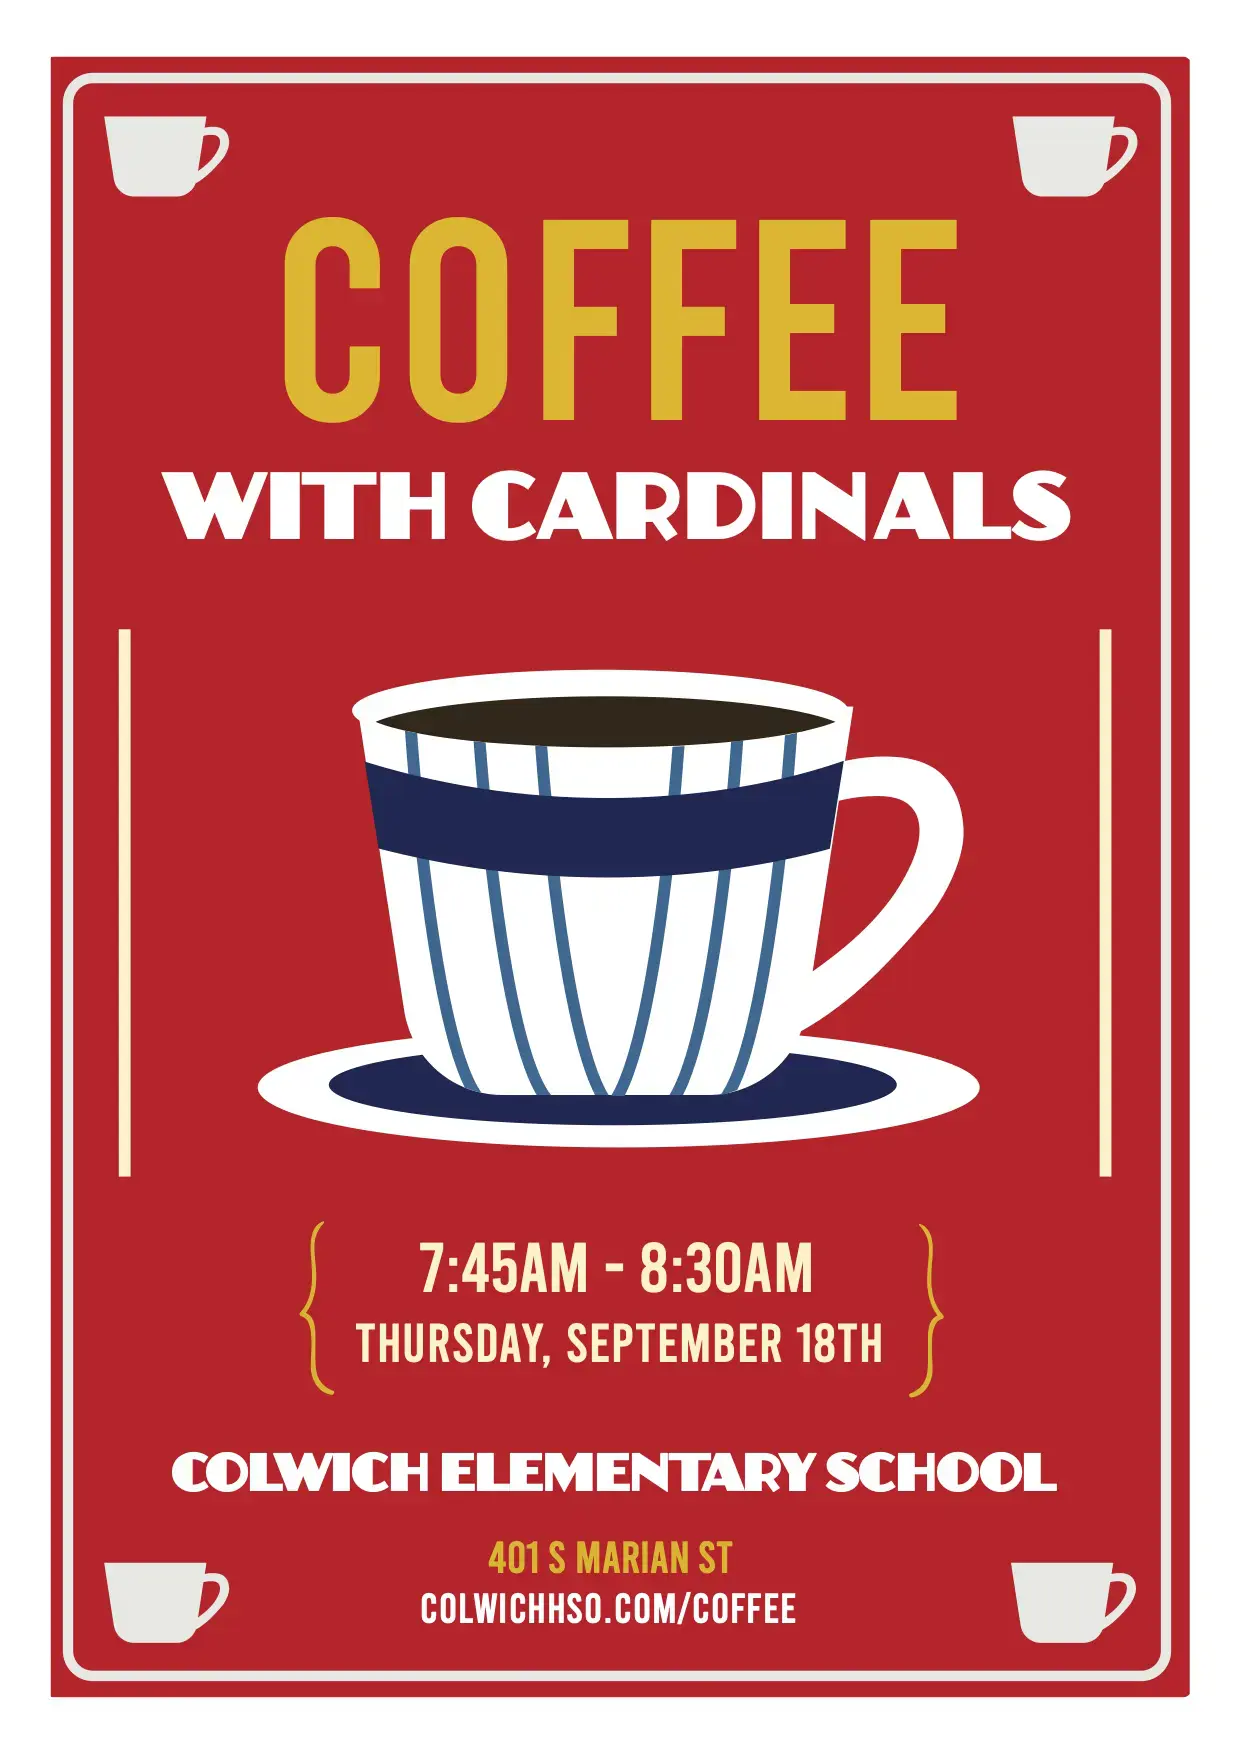 COFFEE
WITH CARDINALS
7:45AM - 8:30AM
THURSDAY, SEPTEMBER 18TH
COLWICH ELEMENTARY SCHOOL
401 S MARIAN ST
COLWICHHSO.COM/COFFEE